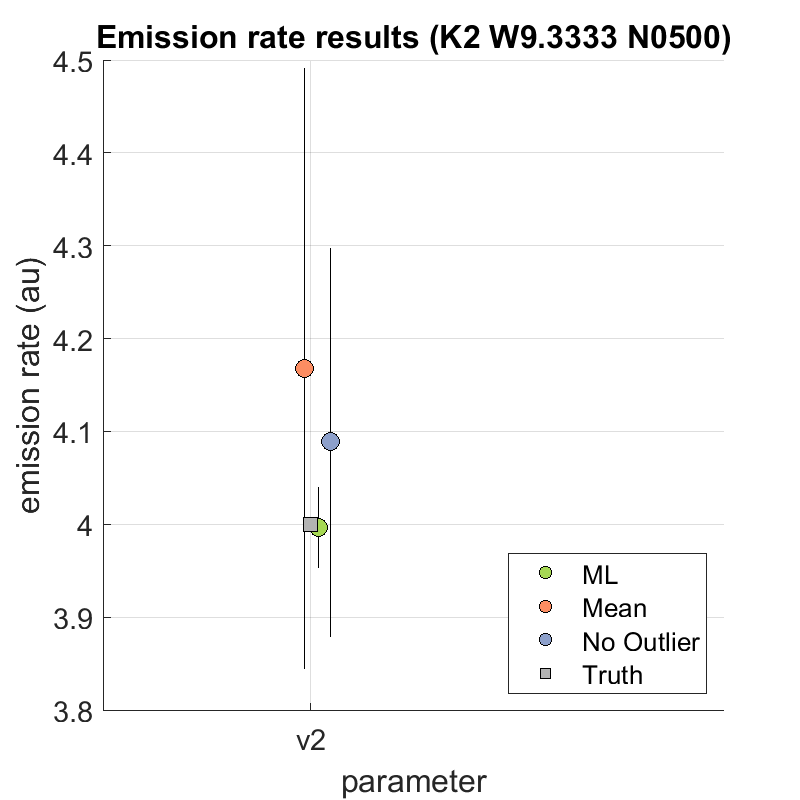 Emission rate results (K2 W9.3333 N0500)
4.5
4.4
4.3
4.2
4.1
4
3.9
3.8
emission rate (au)
v2
parameter
ML
Mean
No Outlier
Truth